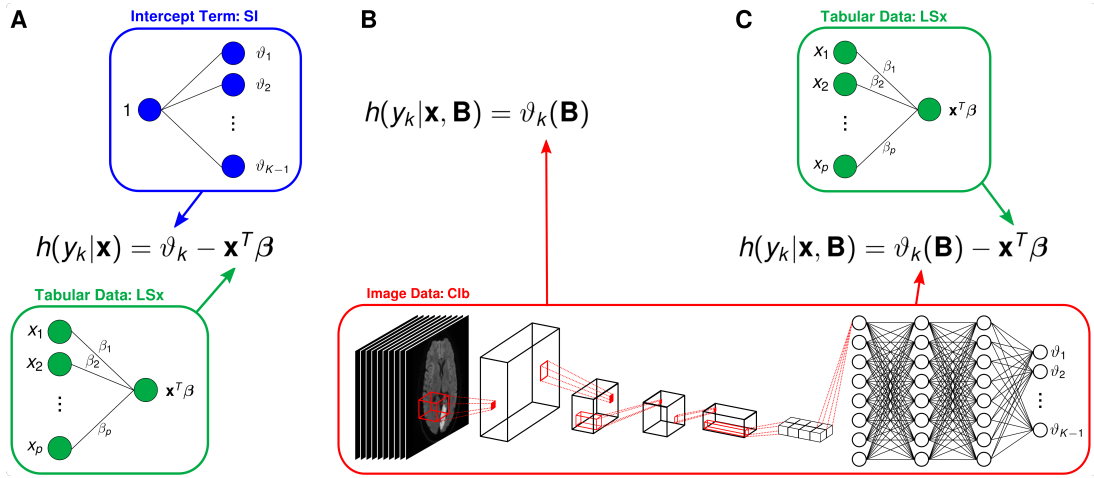 A
Intercept Term: SI
1
ϑ₁
ϑ₂
⋮
ϑ_{K−1}
h(yₖ|x) = ϑₖ − xᵀβ
Tabular Data: LSx
x₁
x₂
⋮
xₚ
β₁
β₂
βₚ
xᵀβ
B
h(yₖ|x, B) = ϑₖ(B)
Image Data: CIb
ϑ₁
ϑ₂
⋮
ϑ_{K−1}
C
Tabular Data: LSx
x₁
x₂
⋮
xₚ
β₁
β₂
βₚ
xᵀβ
h(yₖ|x, B) = ϑₖ(B) − xᵀβ